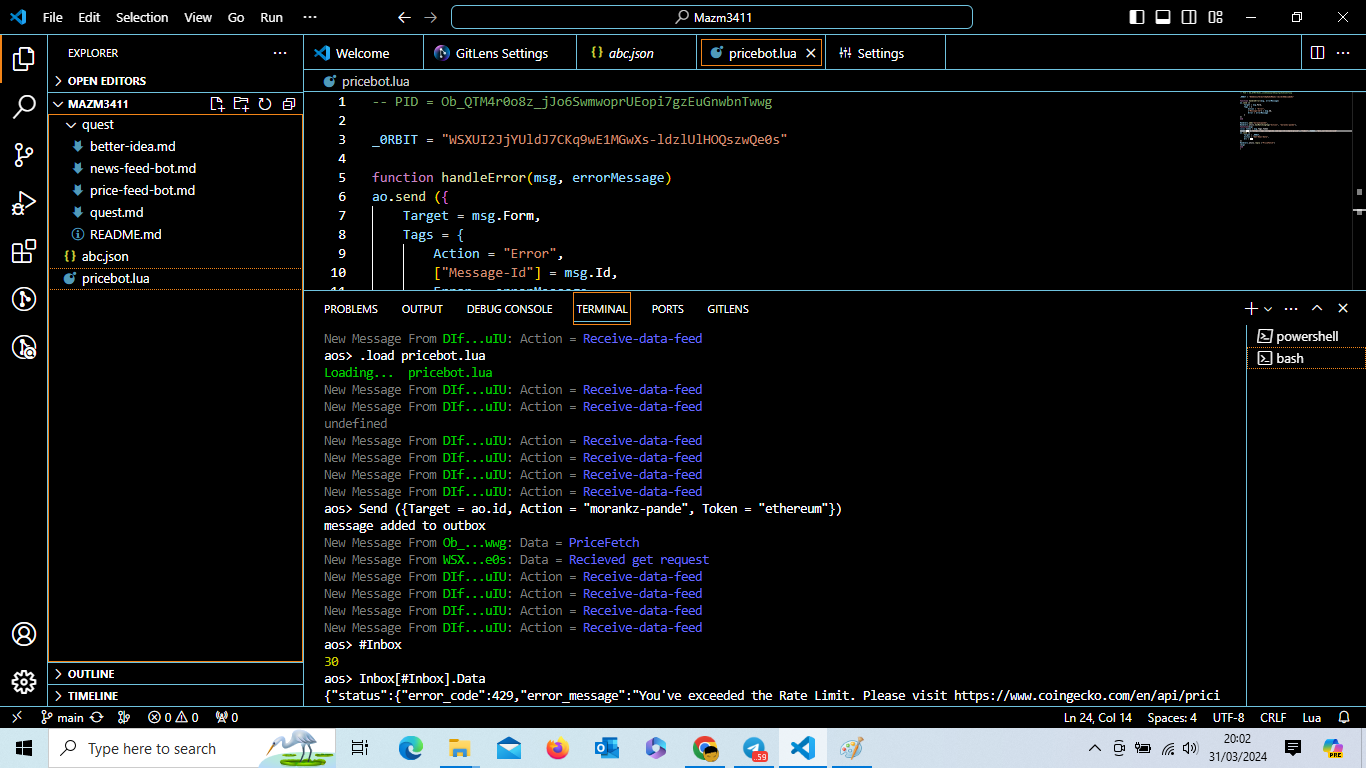 File Edit Selection View Go Run ···
Mazm3411
EXPLORER
OPEN EDITORS
MAZM3411
quest
better-idea.md
news-feed-bot.md
price-feed-bot.md
quest.md
README.md
abc.json
pricebot.lua
OUTLINE
TIMELINE
Welcome
GitLens Settings
{} abc.json
pricebot.lua
Settings
pricebot.lua
1 -- PID = Ob_QTM4r0o8z_jJo6SwmwoprUEopi7gzEuGnwbnTwwg
2
3 _0RBIT = "WSXUI2JjYUldJ7CKq9wE1MGwXs-ldzlUlHOQszwQe0s"
4
5 function handleError(msg, errorMessage)
6 ao.send ({
7 Target = msg.Form,
8 Tags = {
9 Action = "Error",
10 ["Message-Id"] = msg.Id,
11 Error = errorMessage
PROBLEMS OUTPUT DEBUG CONSOLE TERMINAL PORTS GITLENS
New Message From DIf...uIU: Action = Receive-data-feed
aos> .load pricebot.lua
Loading... pricebot.lua
New Message From DIf...uIU: Action = Receive-data-feed
New Message From DIf...uIU: Action = Receive-data-feed
undefined
New Message From DIf...uIU: Action = Receive-data-feed
New Message From DIf...uIU: Action = Receive-data-feed
New Message From DIf...uIU: Action = Receive-data-feed
New Message From DIf...uIU: Action = Receive-data-feed
aos> Send ({Target = ao.id, Action = "morankz-pande", Token = "ethereum"})
message added to outbox
New Message From Ob_...wwg: Data = PriceFetch
New Message From WSX...e0s: Data = Recieved get request
New Message From DIf...uIU: Action = Receive-data-feed
New Message From DIf...uIU: Action = Receive-data-feed
New Message From DIf...uIU: Action = Receive-data-feed
New Message From DIf...uIU: Action = Receive-data-feed
aos> #Inbox
30
aos> Inbox[#Inbox].Data
{"status":{"error_code":429,"error_message":"You've exceeded the Rate Limit. Please visit https://www.coingecko.com/en/api/prici
powershell
bash
main 0 0 0
Ln 24, Col 14 Spaces: 4 UTF-8 CRLF Lua
Type here to search
.59
PRE
20:02
31/03/2024